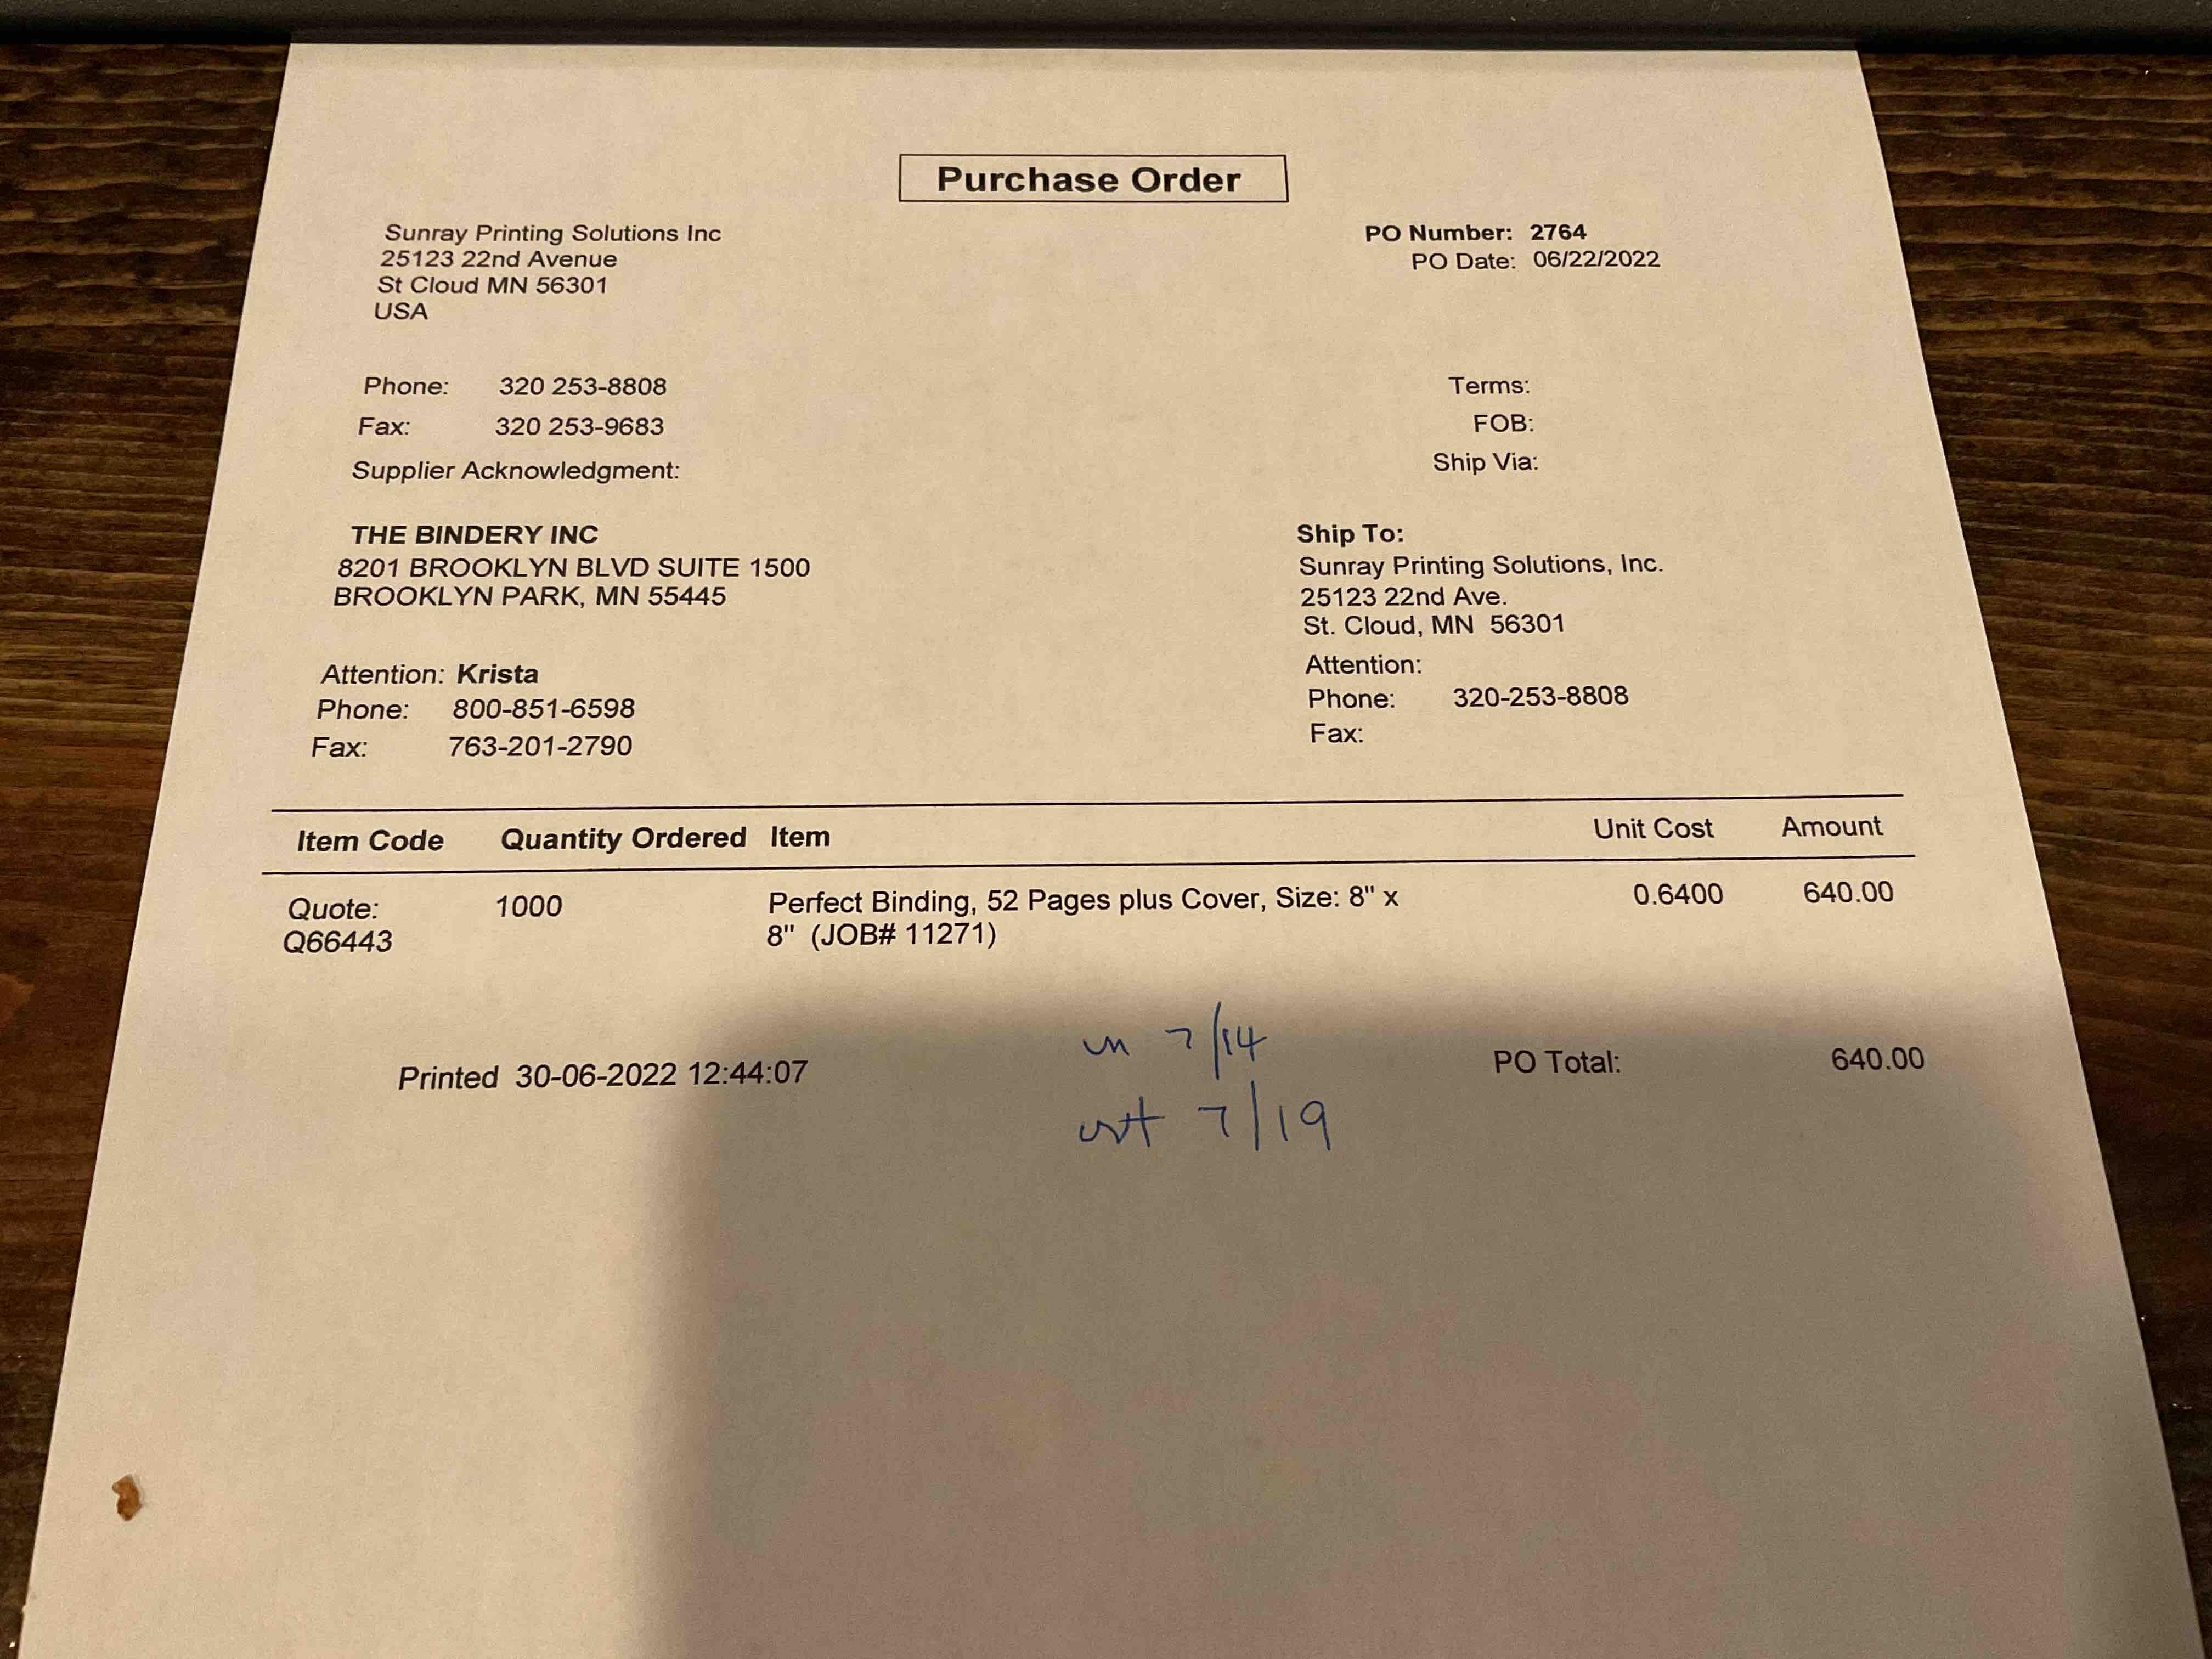 Purchase Order
Sunray Printing Solutions Inc
25123 22nd Avenue
St Cloud MN 56301
USA
PO Number: 2764
PO Date: 06/22/2022
Phone: 320 253-8808
Fax: 320 253-9683
Supplier Acknowledgment:
Terms:
FOB:
Ship Via:
THE BINDERY INC
8201 BROOKLYN BLVD SUITE 1500
BROOKLYN PARK, MN 55445
Attention: Krista
Phone: 800-851-6598
Fax: 763-201-2790
Ship To:
Sunray Printing Solutions, Inc.
25123 22nd Ave.
St. Cloud, MN 56301
Attention:
Phone: 320-253-8808
Fax:
Item Code Quantity Ordered Item Unit Cost Amount
Quote: 1000 Perfect Binding, 52 Pages plus Cover, Size: 8" x 0.6400 640.00
Q66443 8" (JOB# 11271)
in 7/14
Printed 30-06-2022 12:44:07 PO Total: 640.00
out 7/19